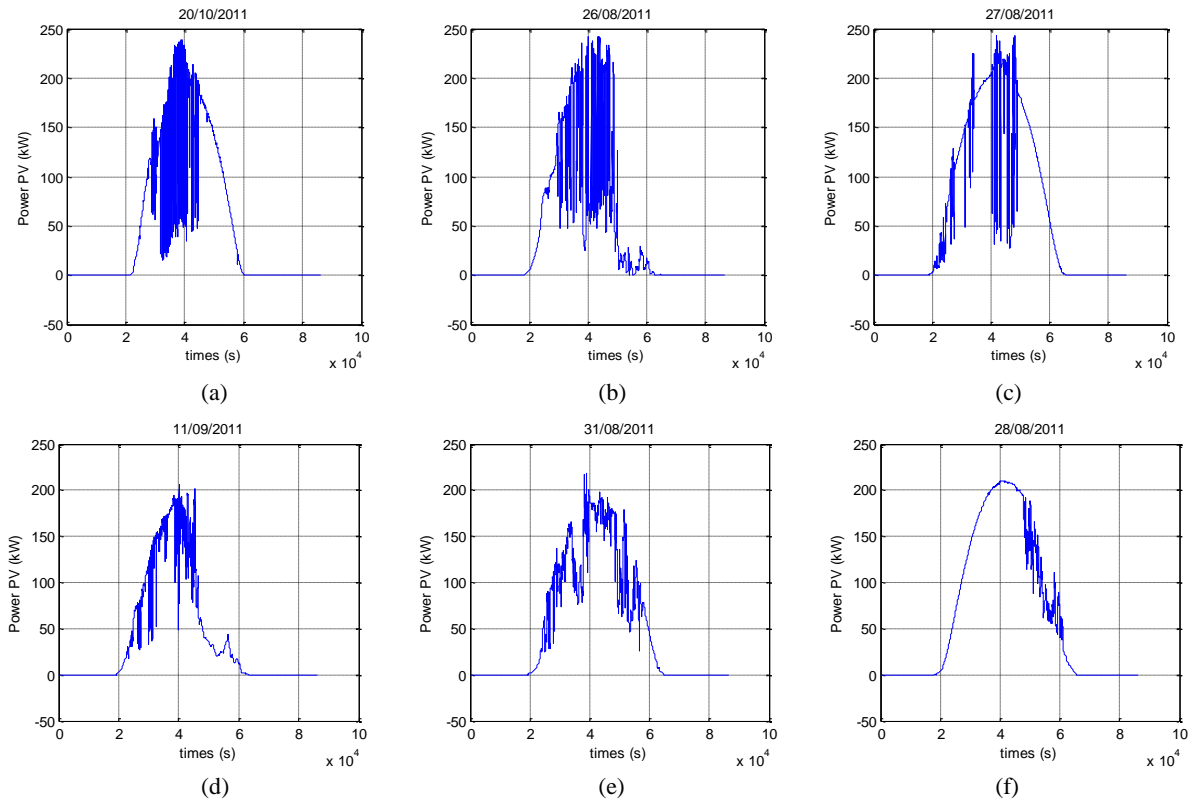 20/10/2011
26/08/2011
27/08/2011
250
200
150
100
50
0
-50
Power PV (kW)
0 2 4 6 8 10
times (s)
x 10^4
250
200
150
100
50
0
-50
Power PV (kW)
0 2 4 6 8 10
times (s)
x 10^4
250
200
150
100
50
0
-50
Power PV (kW)
0 2 4 6 8 10
times (s)
x 10^4
(a)
(b)
(c)
11/09/2011
31/08/2011
28/08/2011
250
200
150
100
50
0
-50
Power PV (kW)
0 2 4 6 8 10
times (s)
x 10^4
250
200
150
100
50
0
-50
Power PV (kW)
0 2 4 6 8 10
times (s)
x 10^4
250
200
150
100
50
0
-50
Power PV (kW)
0 2 4 6 8 10
times (s)
x 10^4
(d)
(e)
(f)